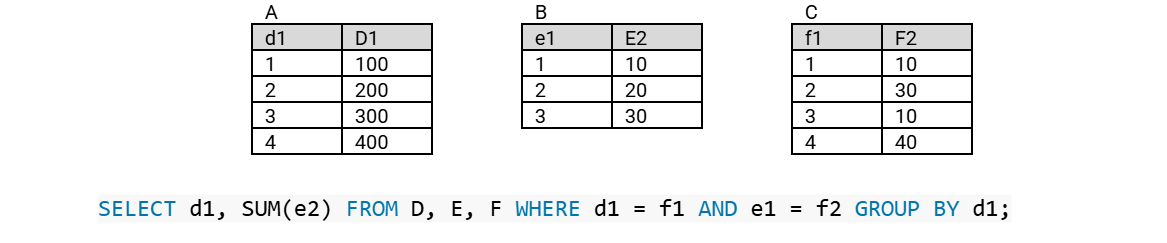 A B C
d1 D1 e1 E2 f1 F2
1 100 1 10 1 10
2 200 2 20 2 30
3 300 3 30 3 10
4 400 4 40
SELECT d1, SUM(e2) FROM D, E, F WHERE d1 = f1 AND e1 = f2 GROUP BY d1;